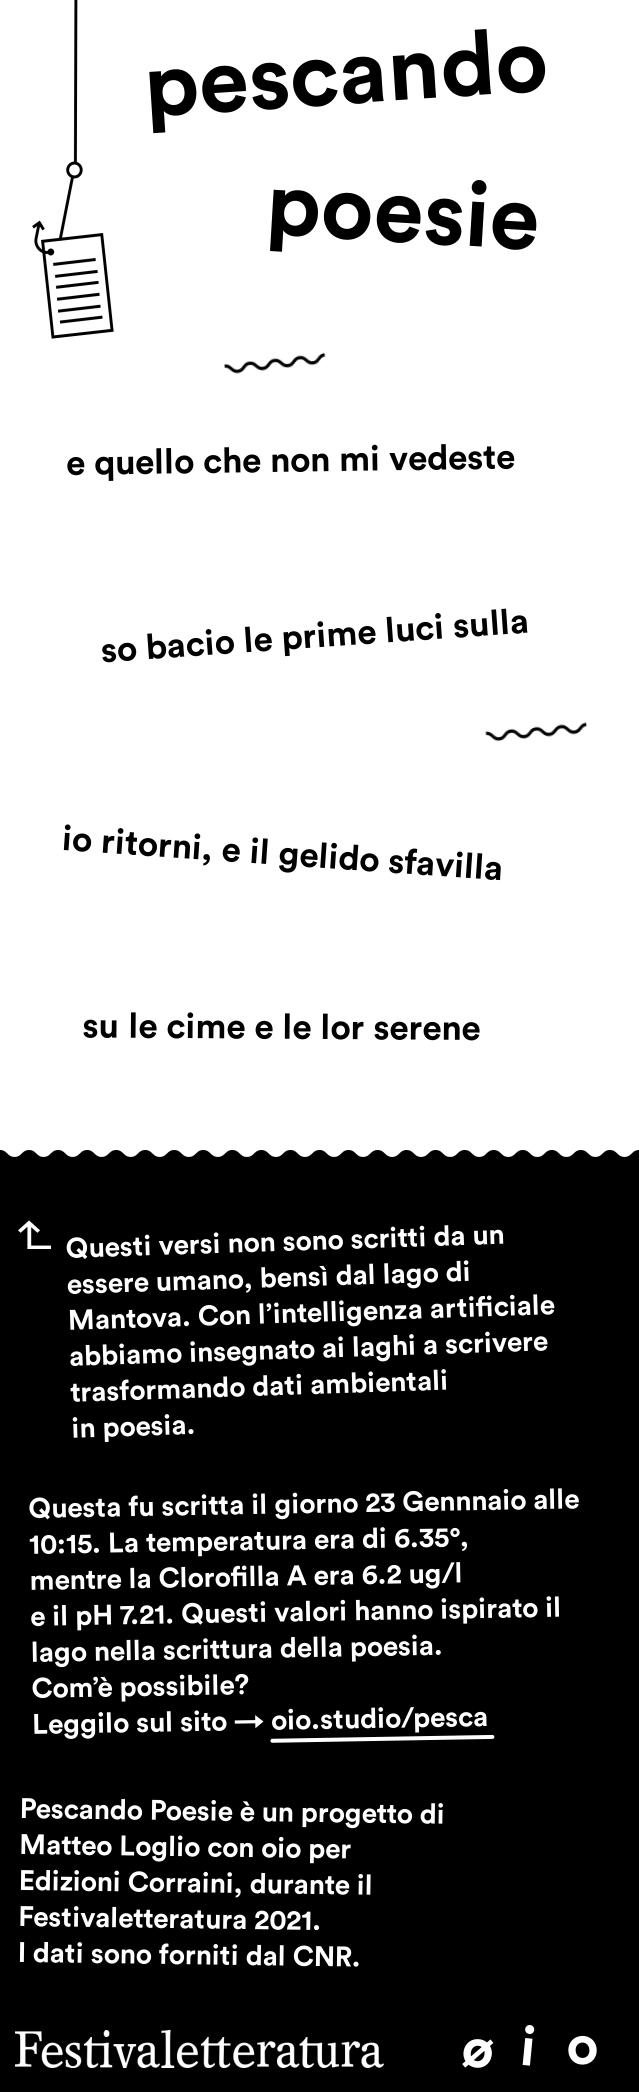 pescando
poesie
e quello che non mi vedeste
so bacio le prime luci sulla
io ritorni, e il gelido sfavilla
su le cime e le lor serene
Questi versi non sono scritti da un
essere umano, bensì dal lago di
Mantova. Con l'intelligenza artificiale
abbiamo insegnato ai laghi a scrivere
trasformando dati ambientali
in poesia.
Questa fu scritta il giorno 23 Gennnaio alle
10:15. La temperatura era di 6.35°,
mentre la Clorofilla A era 6.2 ug/l
e il pH 7.21. Questi valori hanno ispirato il
lago nella scrittura della poesia.
Com'è possibile?
Leggilo sul sito → oio.studio/pesca
Pescando Poesie è un progetto di
Matteo Loglio con oio per
Edizioni Corraini, durante il
Festivaletteratura 2021.
I dati sono forniti dal CNR.
Festivaletteratura ø i o